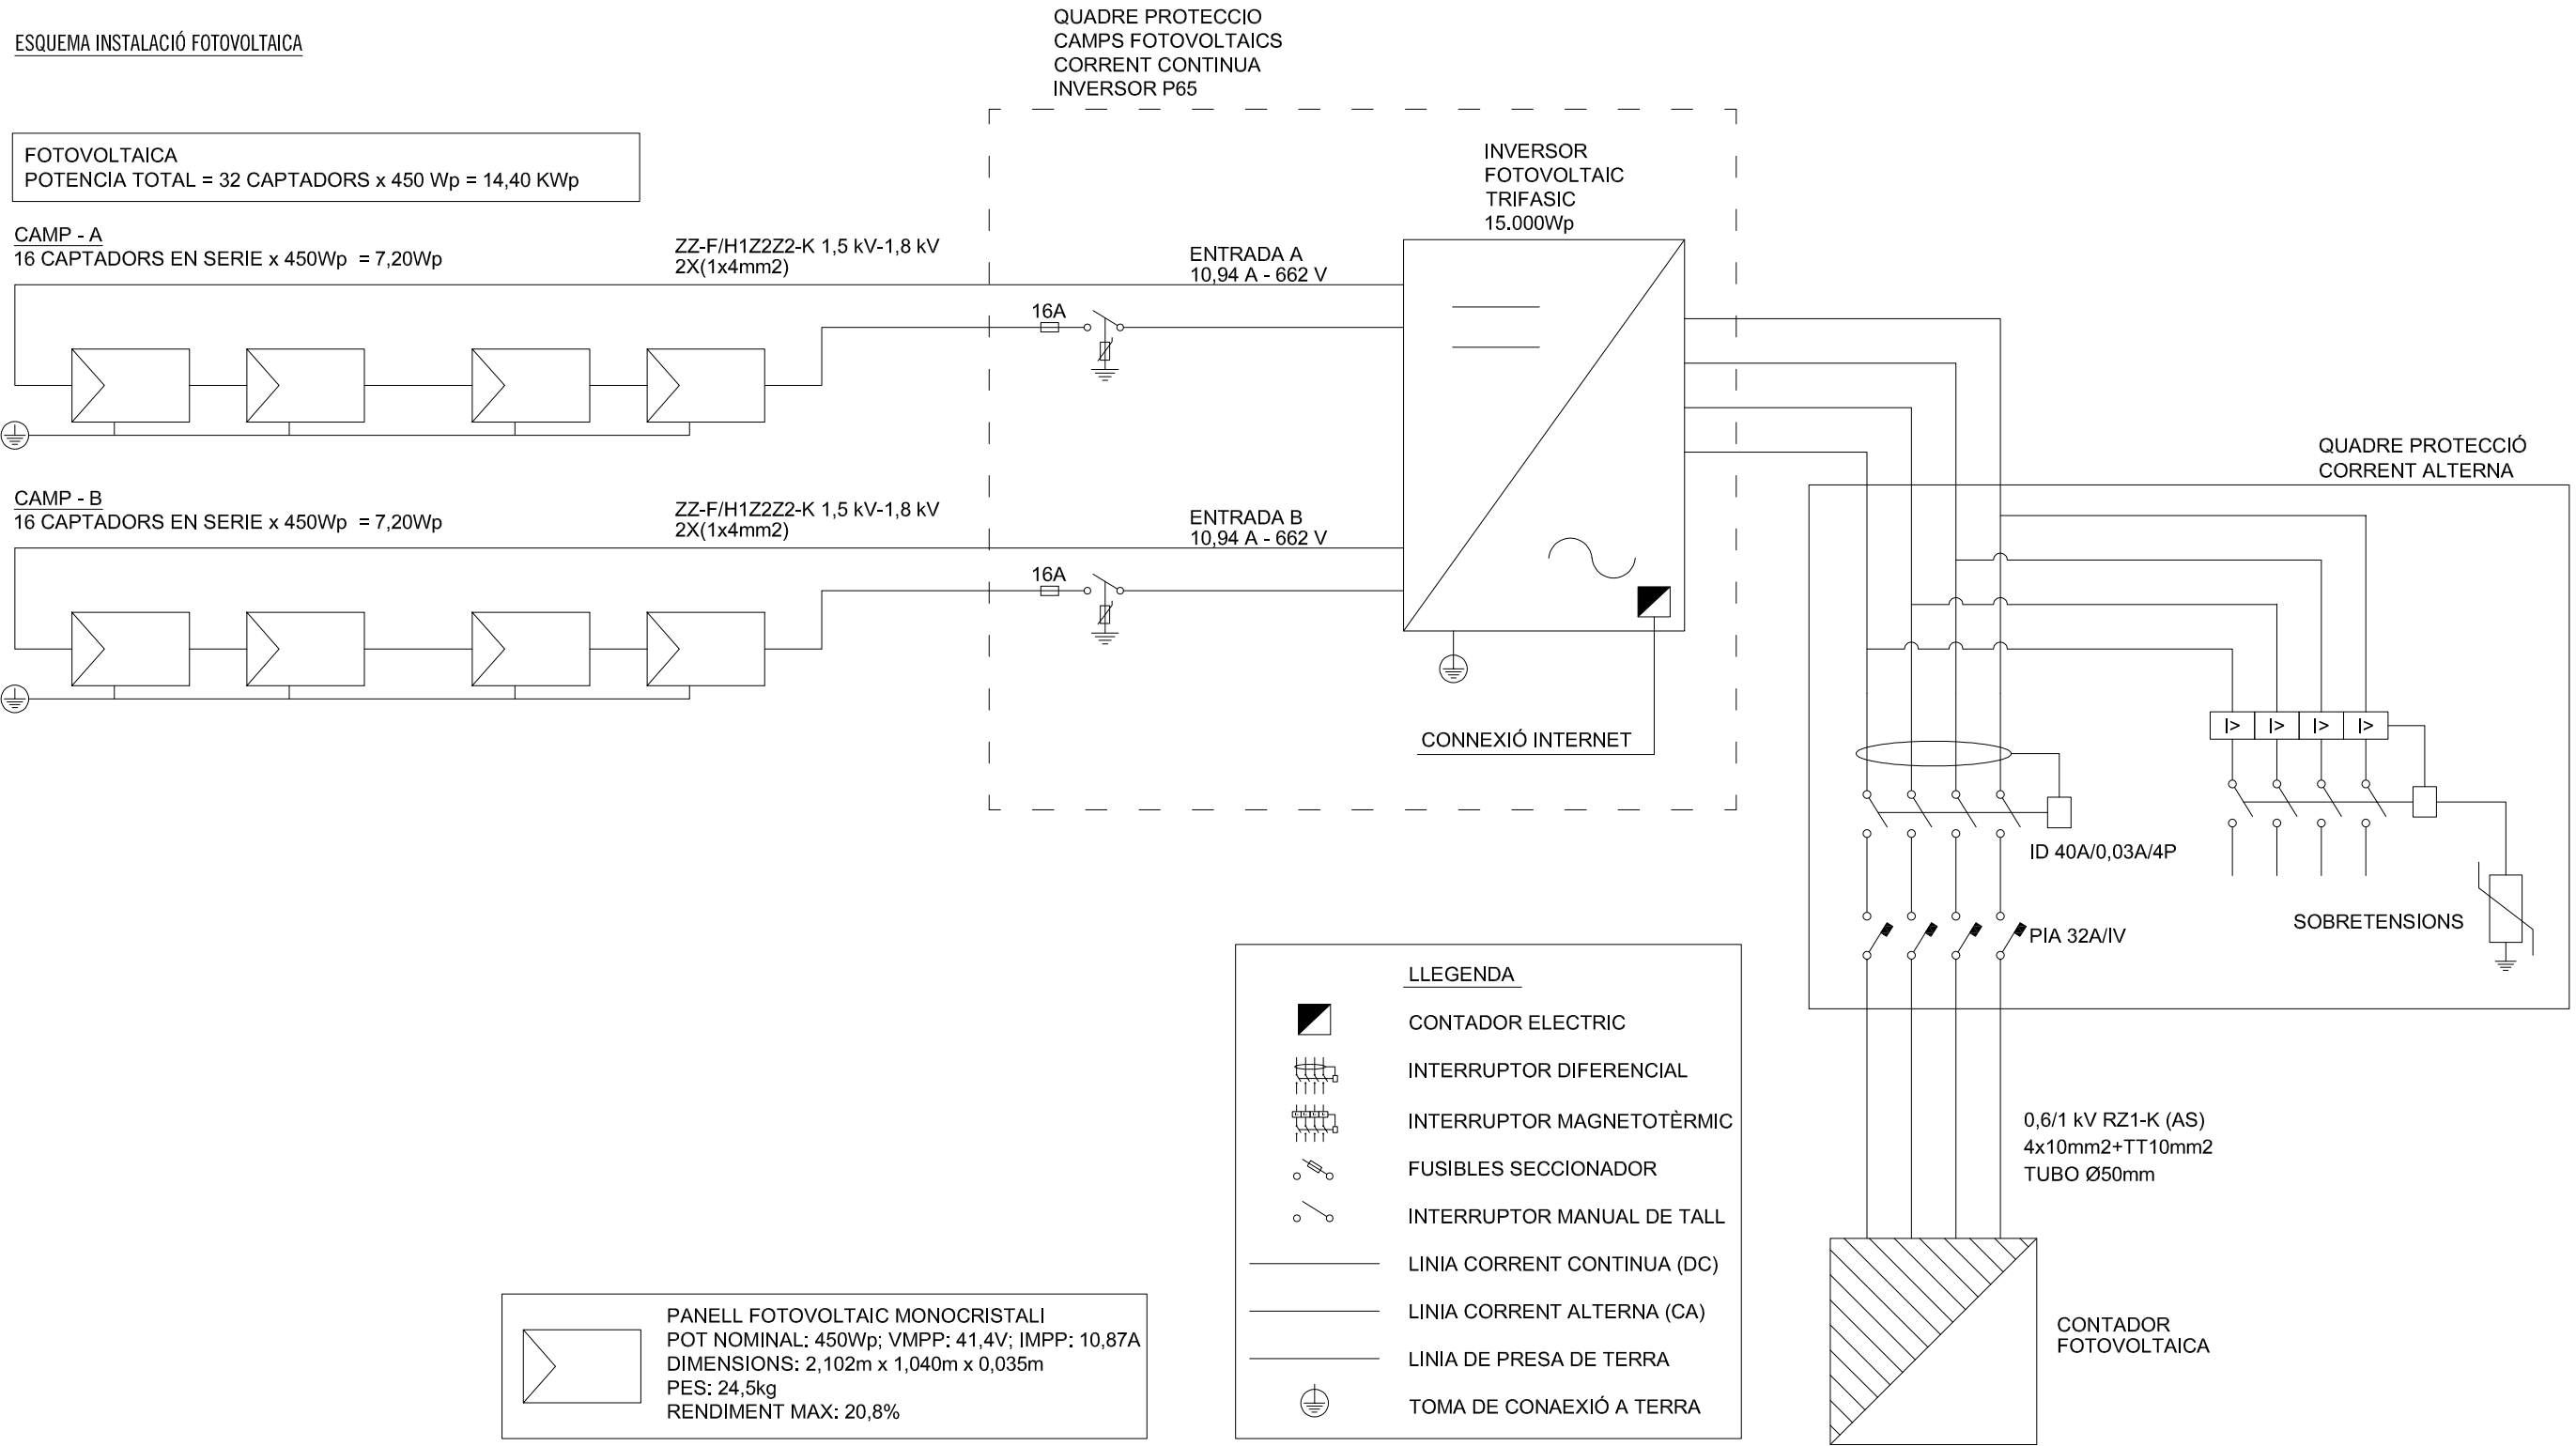 ESQUEMA INSTALACIÓ FOTOVOLTAICA
QUADRE PROTECCIO
CAMPS FOTOVOLTAICS
CORRENT CONTINUA
INVERSOR P65
FOTOVOLTAICA
POTENCIA TOTAL = 32 CAPTADORS x 450 Wp = 14,40 KWp
INVERSOR
FOTOVOLTAIC
TRIFASIC
15.000Wp
CAMP - A
16 CAPTADORS EN SERIE x 450Wp = 7,20Wp
ZZ-F/H1Z2Z2-K 1,5 kV-1,8 kV
2X(1x4mm2)
ENTRADA A
10,94 A - 662 V
16A
QUADRE PROTECCIÓ
CORRENT ALTERNA
CAMP - B
16 CAPTADORS EN SERIE x 450Wp = 7,20Wp
ZZ-F/H1Z2Z2-K 1,5 kV-1,8 kV
2X(1x4mm2)
ENTRADA B
10,94 A - 662 V
16A
CONNEXIÓ INTERNET
I> I> I> I>
ID 40A/0,03A/4P
SOBRETENSIONS
PIA 32A/IV
LLEGENDA
CONTADOR ELECTRIC
INTERRUPTOR DIFERENCIAL
INTERRUPTOR MAGNETOTÈRMIC
FUSIBLES SECCIONADOR
INTERRUPTOR MANUAL DE TALL
LINIA CORRENT CONTINUA (DC)
LINIA CORRENT ALTERNA (CA)
LINIA DE PRESA DE TERRA
TOMA DE CONAEXIÓ A TERRA
0,6/1 kV RZ1-K (AS)
4x10mm2+TT10mm2
TUBO Ø50mm
PANELL FOTOVOLTAIC MONOCRISTALI
POT NOMINAL: 450Wp; VMPP: 41,4V; IMPP: 10,87A
DIMENSIONS: 2,102m x 1,040m x 0,035m
PES: 24,5kg
RENDIMENT MAX: 20,8%
CONTADOR
FOTOVOLTAICA